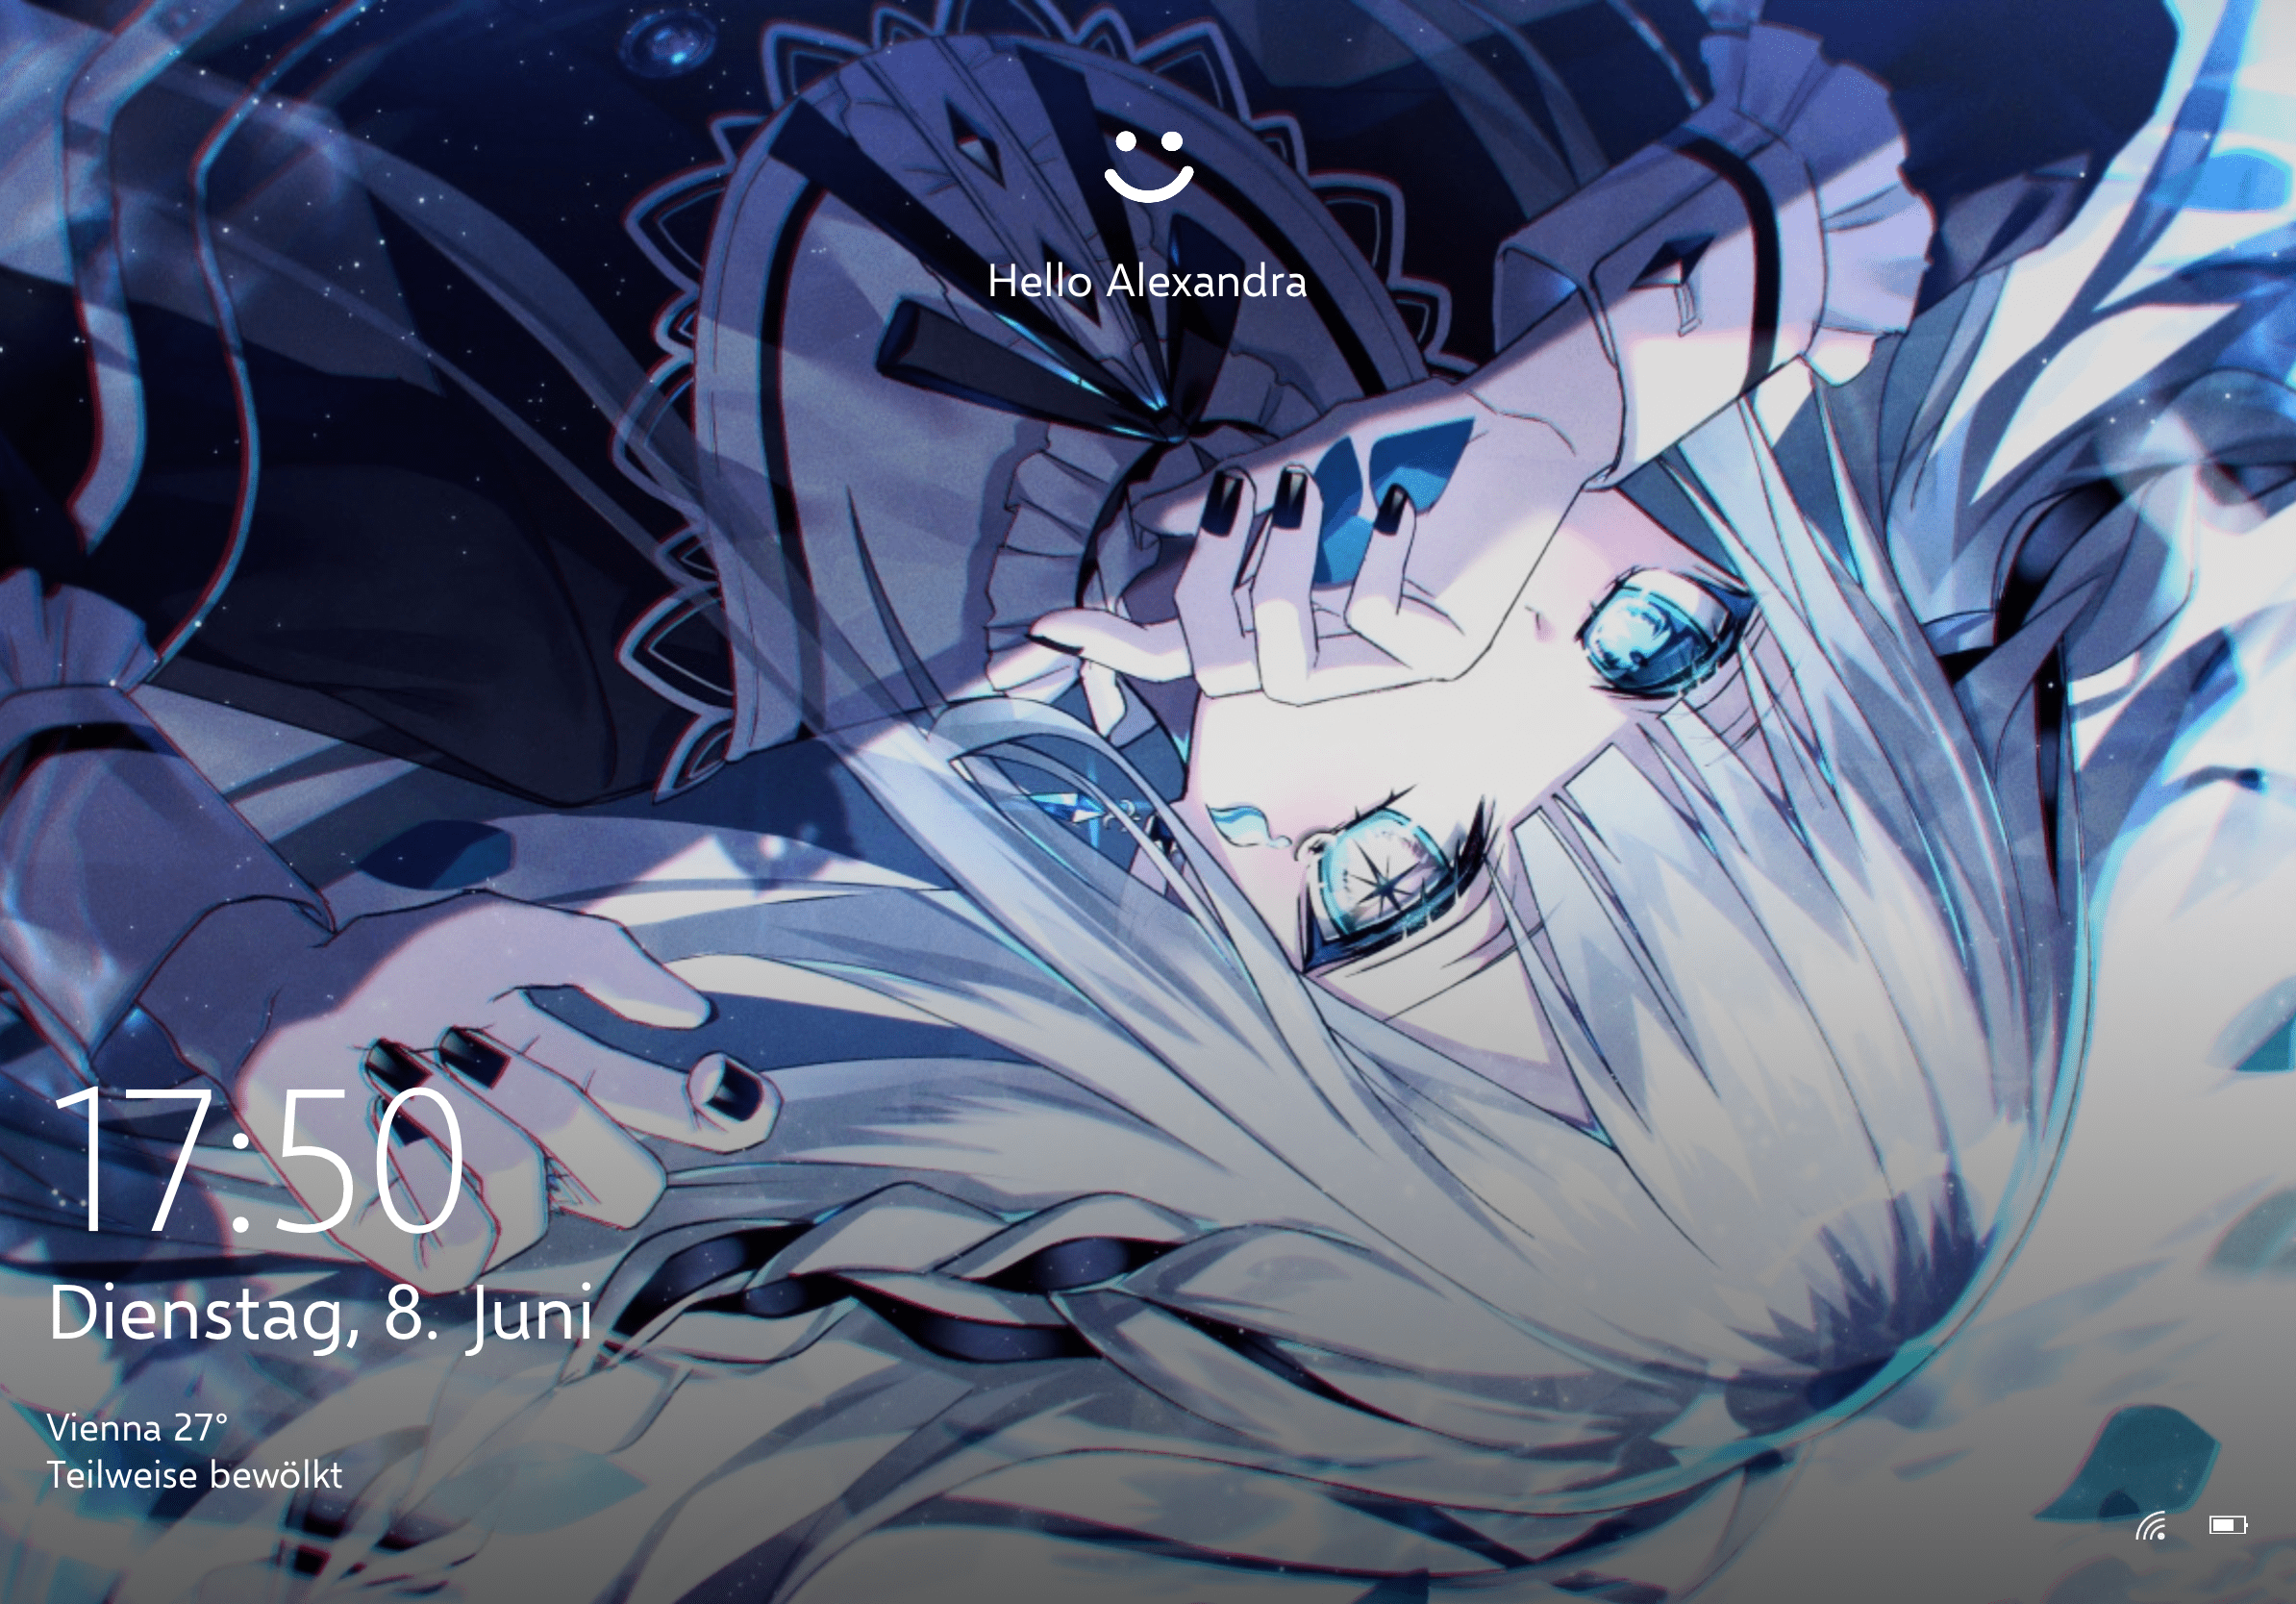 Hello Alexandra
17:50
Dienstag, 8. Juni
Vienna 27°
Teilweise bewölkt